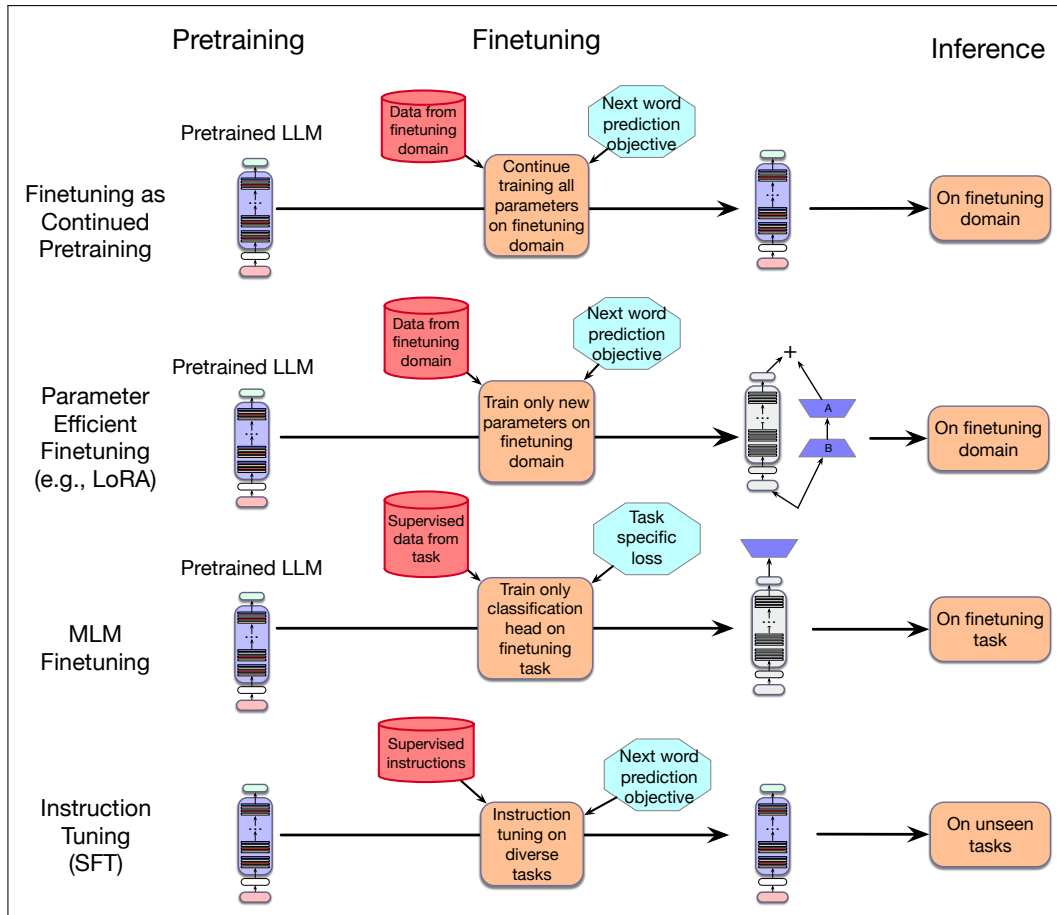 Pretraining
Finetuning
Inference
Pretrained LLM
Data from
finetuning
domain
Next word
prediction
objective
Finetuning as
Continued
Pretraining
Continue
training all
parameters
on finetuning
domain
On finetuning
domain
Pretrained LLM
Data from
finetuning
domain
Next word
prediction
objective
+
Parameter
Efficient
Finetuning
(e.g., LoRA)
Train only new
parameters on
finetuning
domain
A
B
On finetuning
domain
Pretrained LLM
Supervised
data from
task
Task
specific
loss
MLM
Finetuning
Train only
classification
head on
finetuning
task
On finetuning
task
Supervised
instructions
Next word
prediction
objective
Instruction
Tuning
(SFT)
Instruction
tuning on
diverse
tasks
On unseen
tasks